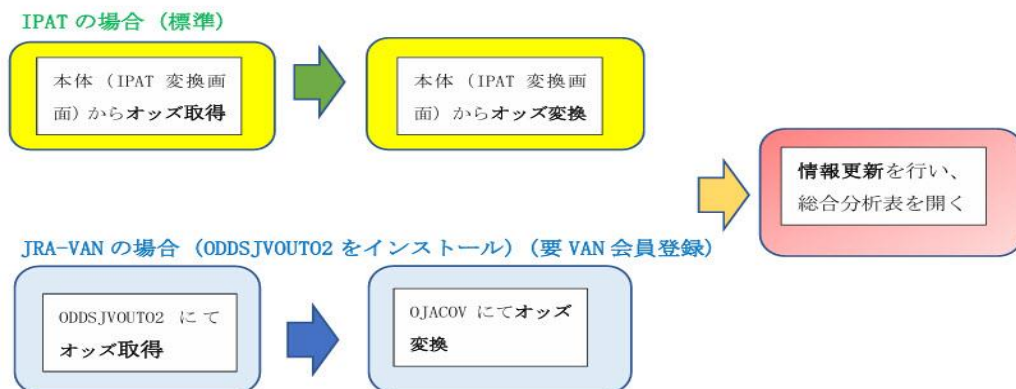 IPAT の場合（標準）
本体（IPAT 変換画
面）からオッズ取得
本体（IPAT 変換画
面）からオッズ変換
情報更新を行い、
総合分析表を開く
JRA-VAN の場合（ODDSJVOUTO2 をインストール）（要 VAN 会員登録）
ODDSJVOUTO2 にて
オッズ取得
OJACOV にてオッズ
変換